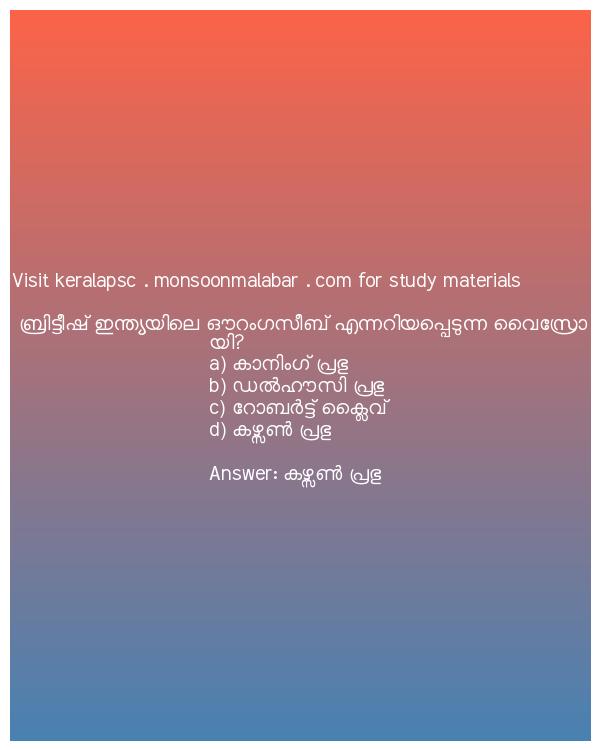 Visit keralapsc . monsoonmalabar . com for study materials
ബ്രിട്ടീഷ് ഇന്ത്യയിലെ ഔറംഗസീബ് എന്നറിയപ്പെടുന്ന വൈസ്രോ
യി?
a) കാനിംഗ് പ്രഭു
b) ഡൽഹൗസി പ്രഭു
c) റോബർട്ട് ക്ലൈവ്
d) കഴ്സൺ പ്രഭു
Answer: കഴ്സൺ പ്രഭു